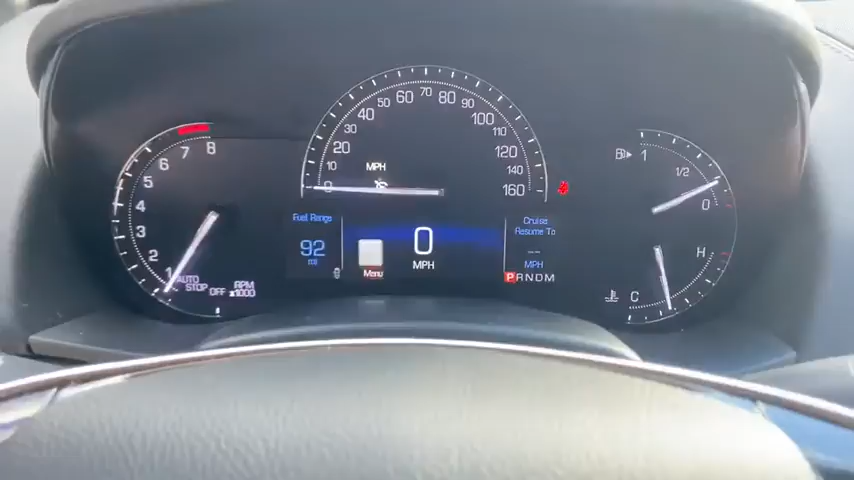 8
7
6
5
4
3
2
1
AUTO
STOP OFF
RPM
x1000
0
10
20
30
40
50
60
70
80
90
100
110
120
140
160
MPH
Fuel Range
92
mi
Menu
0
MPH
Cruise
Resume To
--
MPH
PRNDM
1
1/2
0
H
C